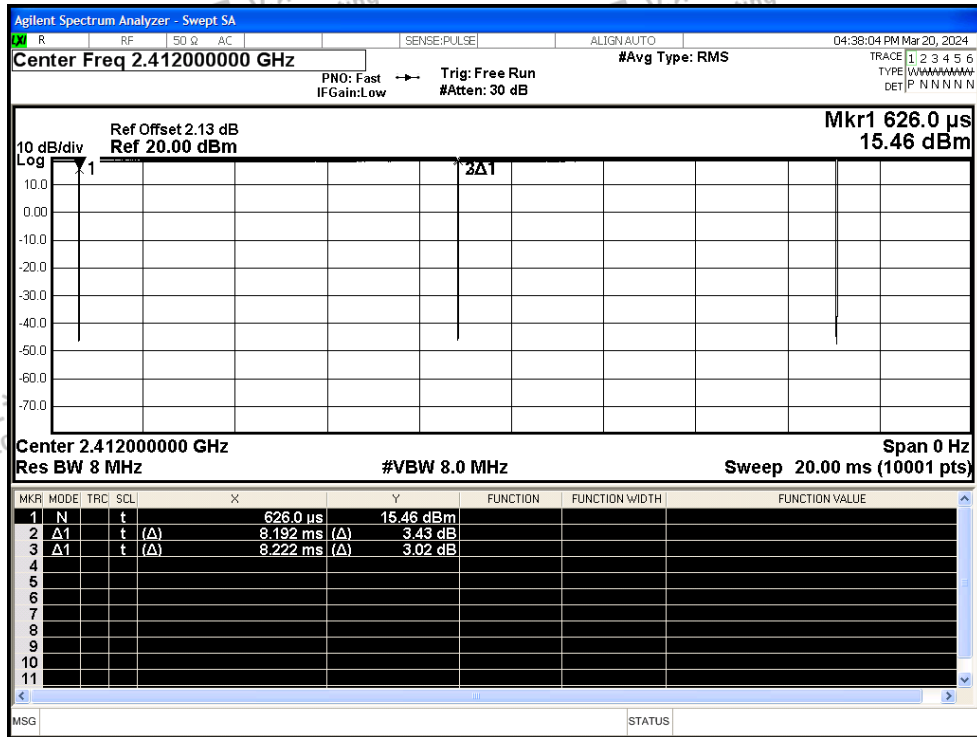 Agilent Spectrum Analyzer - Swept SA
LXI R RF 50 Ω AC SENSE:PULSE ALIGN AUTO 04:38:04 PM Mar 20, 2024
Center Freq 2.412000000 GHz #Avg Type: RMS TRACE 1 2 3 4 5 6
PNO: Fast Trig: Free Run TYPE WWWWWW
IFGain:Low #Atten: 30 dB DET P N N N N N
Mkr1 626.0 µs
Ref Offset 2.13 dB
10 dB/div Ref 20.00 dBm 15.46 dBm
Log
1 3Δ1
10.0
0.00
-10.0
-20.0
-30.0
-40.0
-50.0
-60.0
-70.0
Center 2.412000000 GHz Span 0 Hz
Res BW 8 MHz #VBW 8.0 MHz Sweep 20.00 ms (10001 pts)
MKR MODE TRC SCL X Y FUNCTION FUNCTION WIDTH FUNCTION VALUE
1 N t 626.0 µs 15.46 dBm
2 Δ1 t (Δ) 8.192 ms (Δ) 3.43 dB
3 Δ1 t (Δ) 8.222 ms (Δ) 3.02 dB
4
5
6
7
8
9
10
11
MSG STATUS